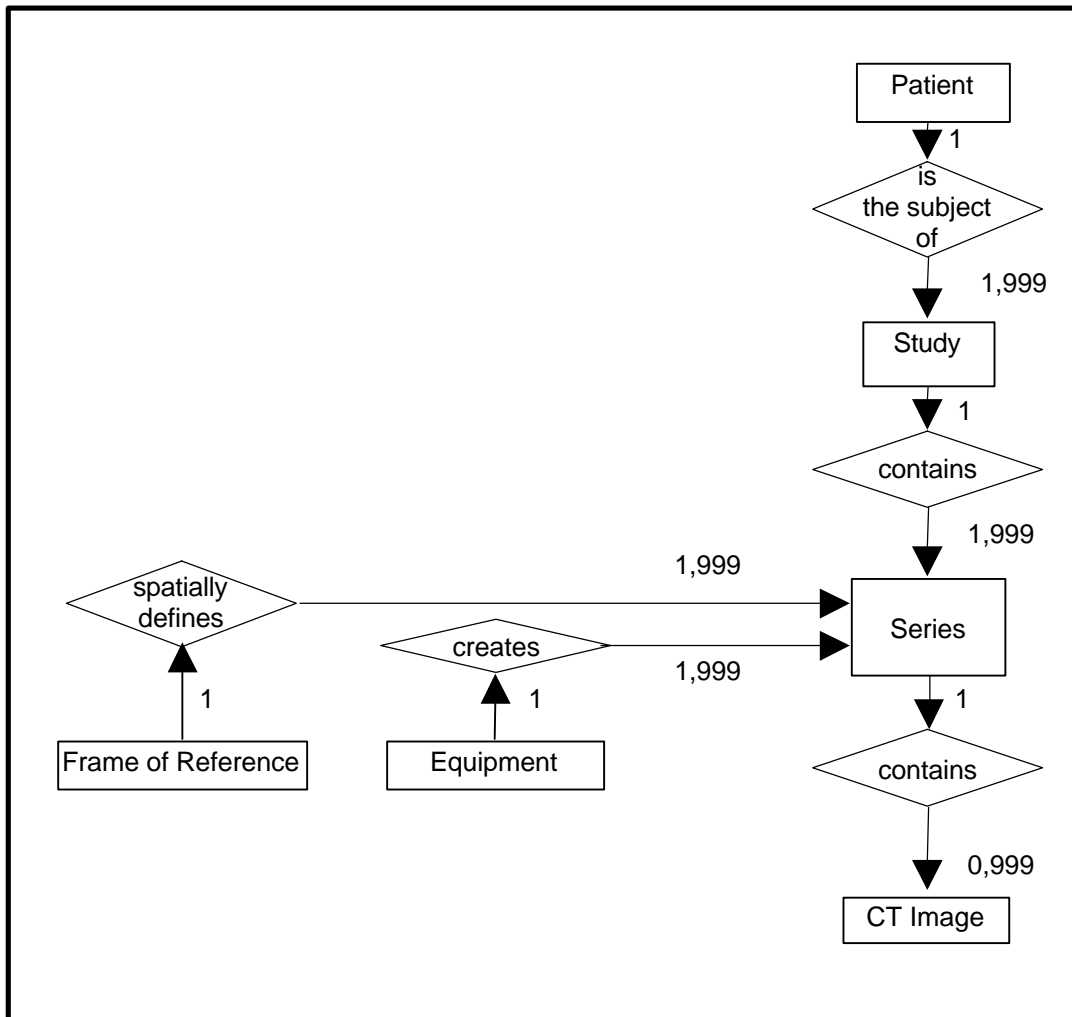 Patient
1
is
the subject
of
1,999
Study
1
contains
1,999
spatially
defines
1,999
Series
creates
1,999
1
1
1
Frame of Reference
Equipment
contains
0,999
CT Image